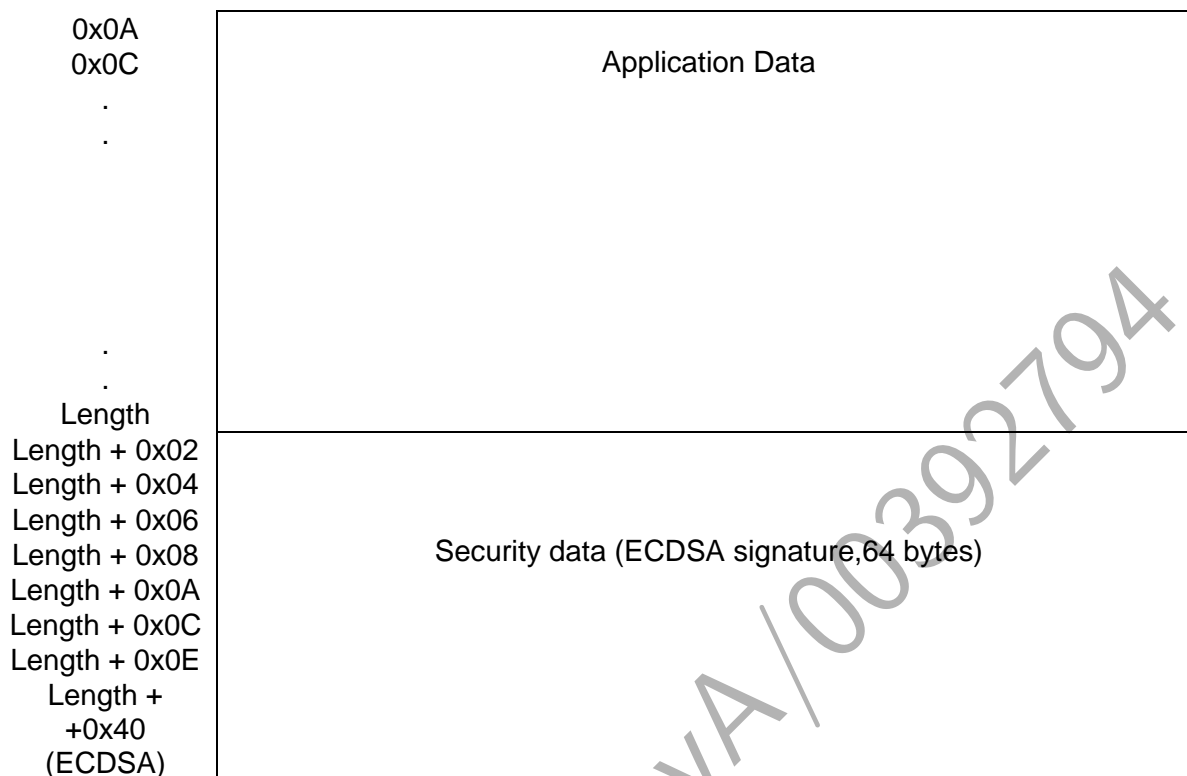 0x0A
0x0C
Application Data
.
.
.
.
Length
Length + 0x02
Length + 0x04
Length + 0x06
Length + 0x08
Security data (ECDSA signature,64 bytes)
Length + 0x0A
Length + 0x0C
Length + 0x0E
Length +
+0x40
(ECDSA)
A/00392794